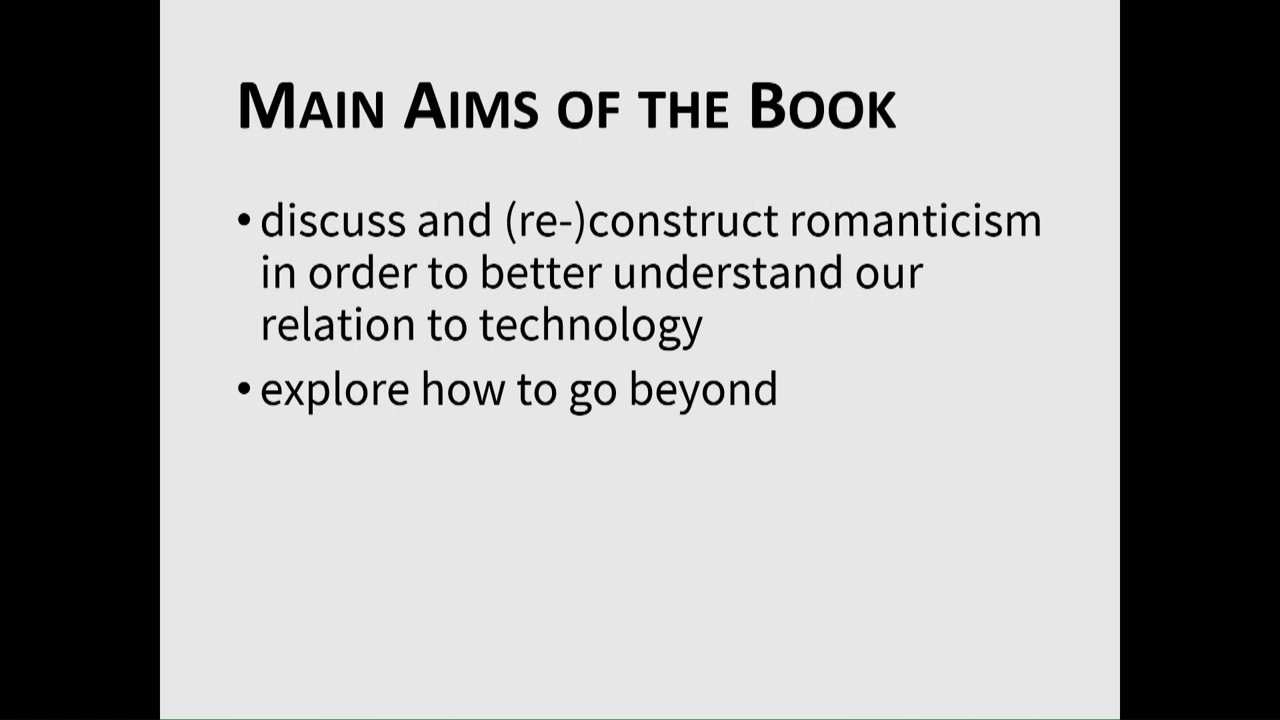 Main Aims of the Book
• discuss and (re-)construct romanticism
in order to better understand our
relation to technology
• explore how to go beyond